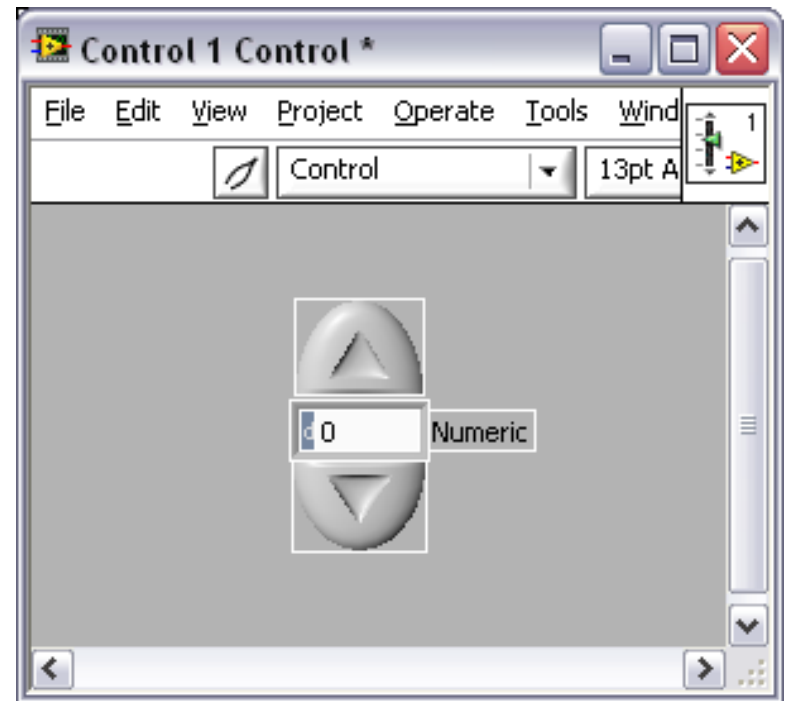 Control 1 Control *
File Edit View Project Operate Tools Wind
1
Control 13pt A
d 0 Numeric